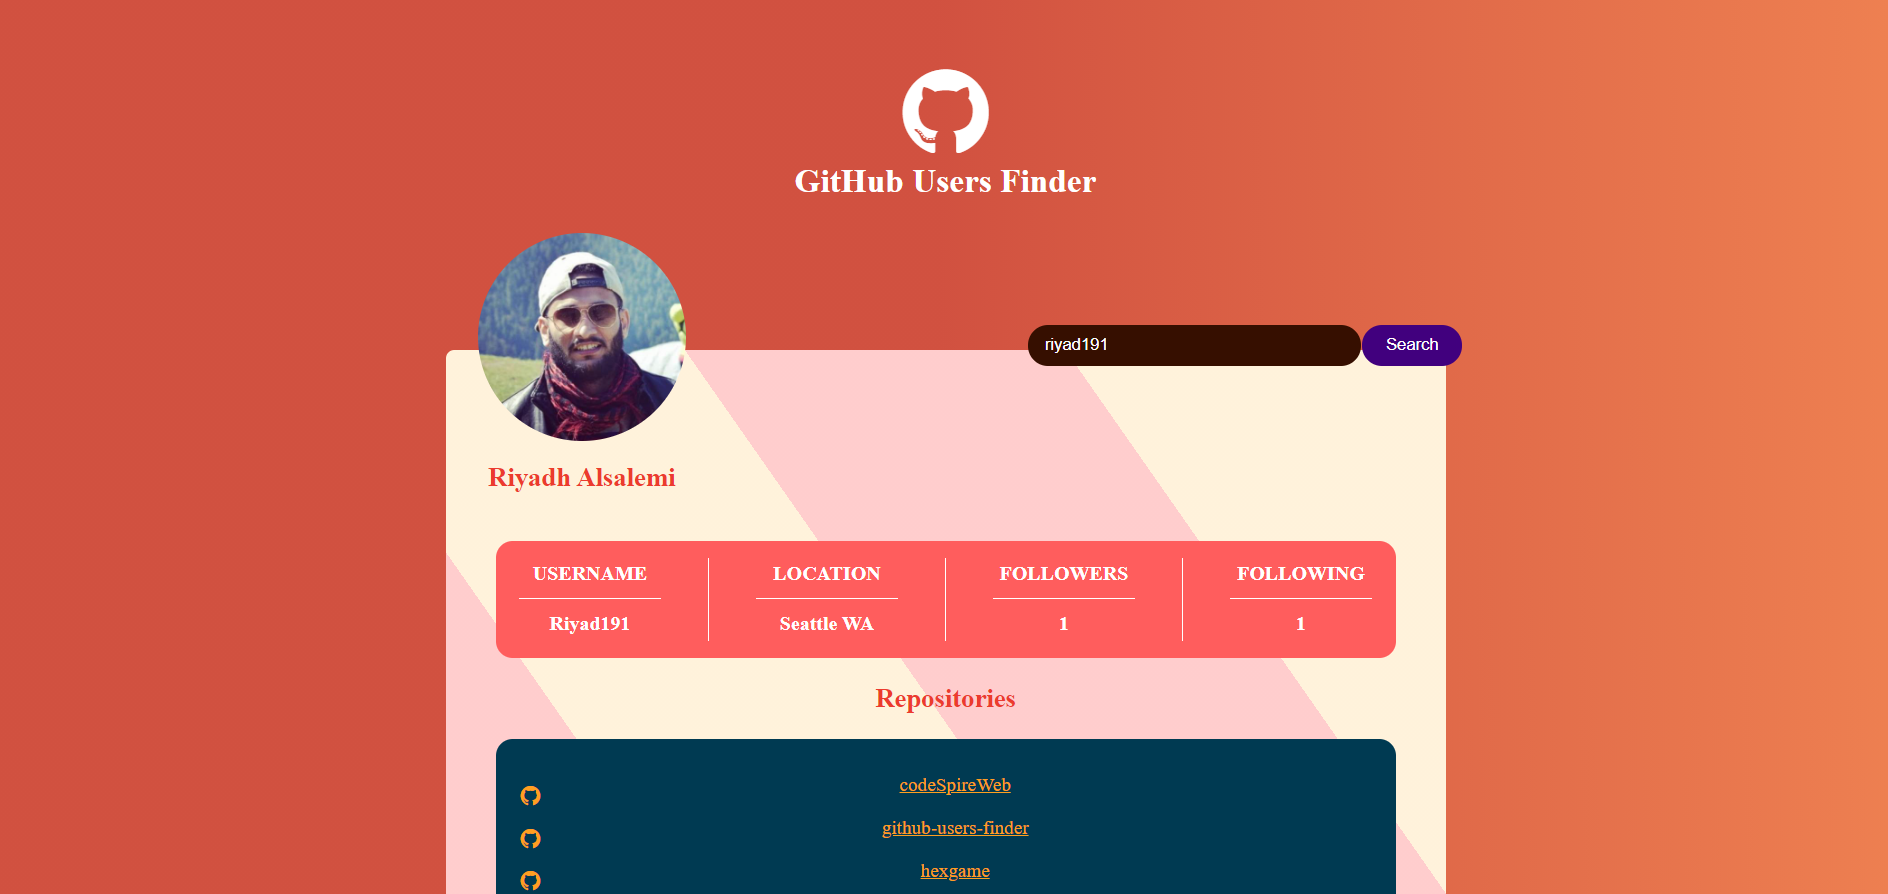 GitHub Users Finder
riyad191
Search
Riyadh Alsalemi
USERNAME
LOCATION
FOLLOWERS
FOLLOWING
Riyad191
Seattle WA
1
1
Repositories
codeSpireWeb
github-users-finder
hexgame